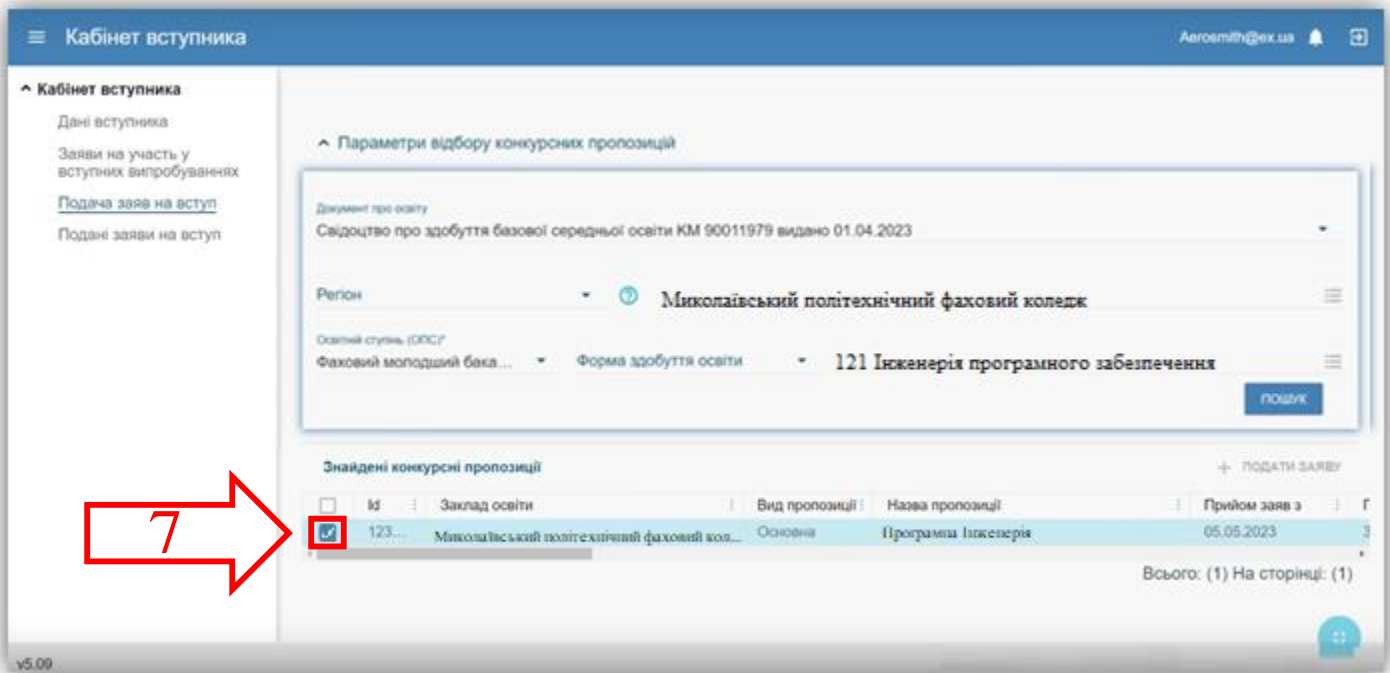 Кабінет вступника
Aerosmith@ex.ua
Кабінет вступника
Дані вступника
Заяви на участь у
вступних випробуваннях
Подача заяв на вступ
Подані заяви на вступ
Параметри відбору конкурсних пропозицій
Документ про освіту
Свідоцтво про здобуття базової середньої освіти КМ 90011979 видано 01.04.2023
Регіон
Миколаївський політехнічний фаховий коледж
Освітній ступінь (ОПС)*
Фаховий молодший бака...
Форма здобуття освіти
121 Інженерія програмного забезпечення
ПОШУК
Знайдені конкурсні пропозиції
+ ПОДАТИ ЗАЯВУ
Id Заклад освіти Вид пропозиції Назва пропозиції Прийом заяв з П
7
123... Миколаївський політехнічний фаховий кол... Основна Програмна Інженерія 05.05.2023 3
Всього: (1) На сторінці: (1)
v5.09